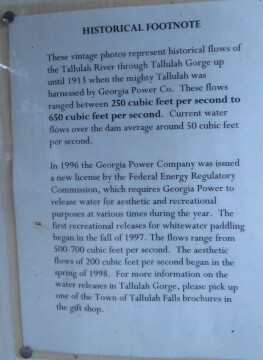 HISTORICAL FOOTNOTE
These vintage photos represent historical flows of
the Tallulah River through Tallulah Gorge up
until 1913 when the mighty Tallulah was
harnessed by Georgia Power Co. These flows
ranged between 250 cubic feet per second to
650 cubic feet per second. Current water
flows over the dam average around 50 cubic feet
per second.
In 1996 the Georgia Power Company was issued
a new license by the Federal Energy Regulatory
Commission, which requires Georgia Power to
release water for aesthetic and recreational
purposes at various times during the year. The
first recreational releases for whitewater paddling
began in the fall of 1997. The flows range from
500-700 cubic feet per second. The aesthetic
flows of 200 cubic feet per second began in the
spring of 1998. For more information on the
water releases in Tallulah Gorge, please pick up
one of the Town of Tallulah Falls brochures in
the gift shop.